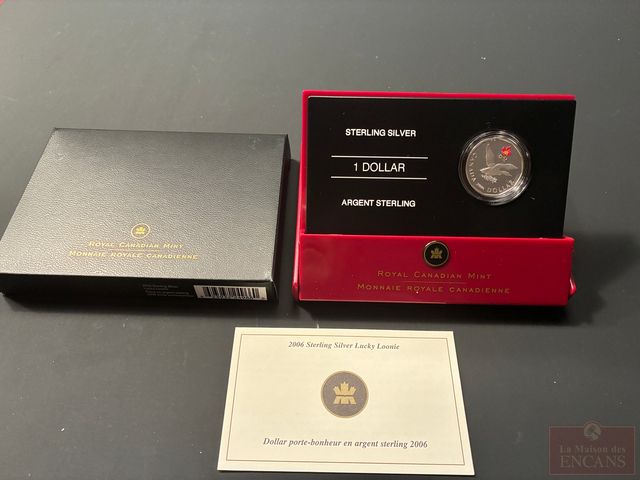 STERLING SILVER
1 DOLLAR
ARGENT STERLING
CANADA
DOLLAR
ROYAL CANADIAN MINT
MONNAIE ROYALE CANADIENNE
ROYAL CANADIAN MINT
MONNAIE ROYALE CANADIENNE
2006 Sterling Silver Lucky Loonie
Dollar porte-bonheur en argent sterling 2006
La Maison des
ENCANS